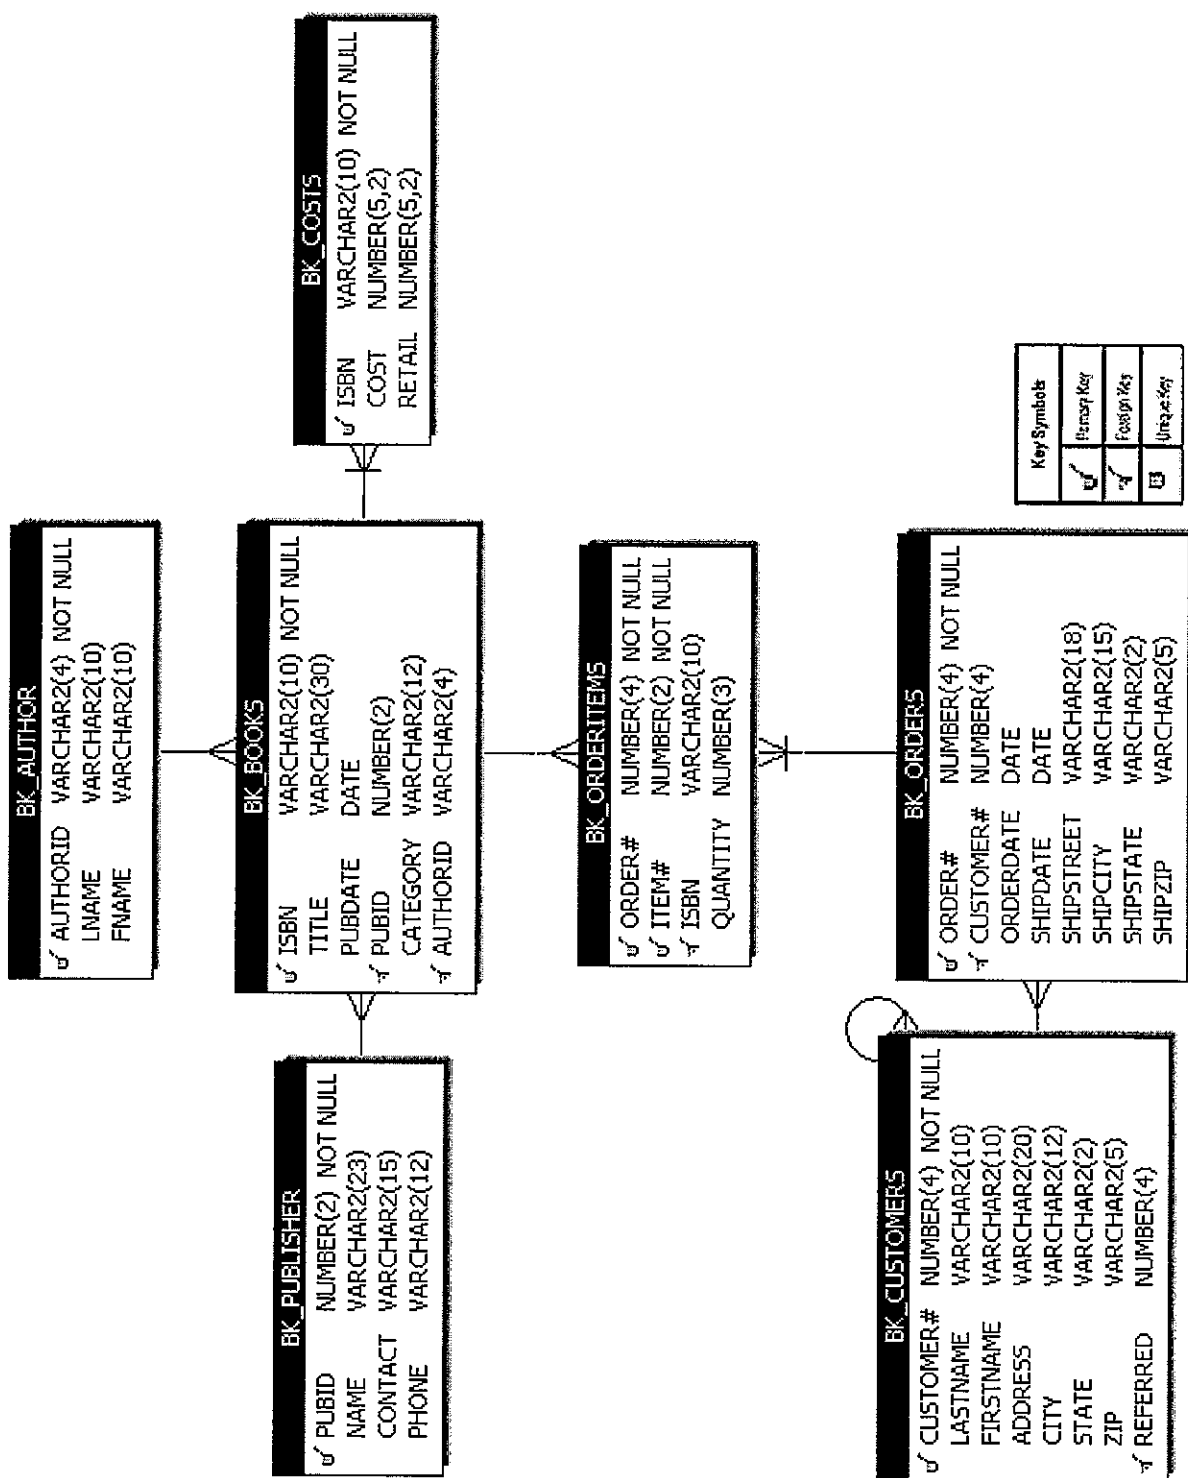 BK_AUTHOR
AUTHORID VARCHAR2(4) NOT NULL
LNAME VARCHAR2(10)
FNAME VARCHAR2(10)
BK_PUBLISHER
PUBID NUMBER(2) NOT NULL
NAME VARCHAR2(23)
CONTACT VARCHAR2(15)
PHONE VARCHAR2(12)
BK_BOOKS
ISBN VARCHAR2(10) NOT NULL
TITLE VARCHAR2(30)
PUBDATE DATE
PUBID NUMBER(2)
CATEGORY VARCHAR2(12)
AUTHORID VARCHAR2(4)
BK_COSTS
ISBN VARCHAR2(10) NOT NULL
COST NUMBER(5,2)
RETAIL NUMBER(5,2)
BK_ORDERITEMS
ORDER# NUMBER(4) NOT NULL
ITEM# NUMBER(2) NOT NULL
ISBN VARCHAR2(10)
QUANTITY NUMBER(3)
BK_CUSTOMERS
CUSTOMER# NUMBER(4) NOT NULL
LASTNAME VARCHAR2(10)
FIRSTNAME VARCHAR2(10)
ADDRESS VARCHAR2(20)
CITY VARCHAR2(12)
STATE VARCHAR2(2)
ZIP VARCHAR2(5)
REFERRED NUMBER(4)
BK_ORDERS
ORDER# NUMBER(4) NOT NULL
CUSTOMER# NUMBER(4)
ORDERDATE DATE
SHIPDATE DATE
SHIPSTREET VARCHAR2(18)
SHIPCITY VARCHAR2(15)
SHIPSTATE VARCHAR2(2)
SHIPZIP VARCHAR2(5)
Key Symbols
Primary Key
Foreign Key
Unique Key